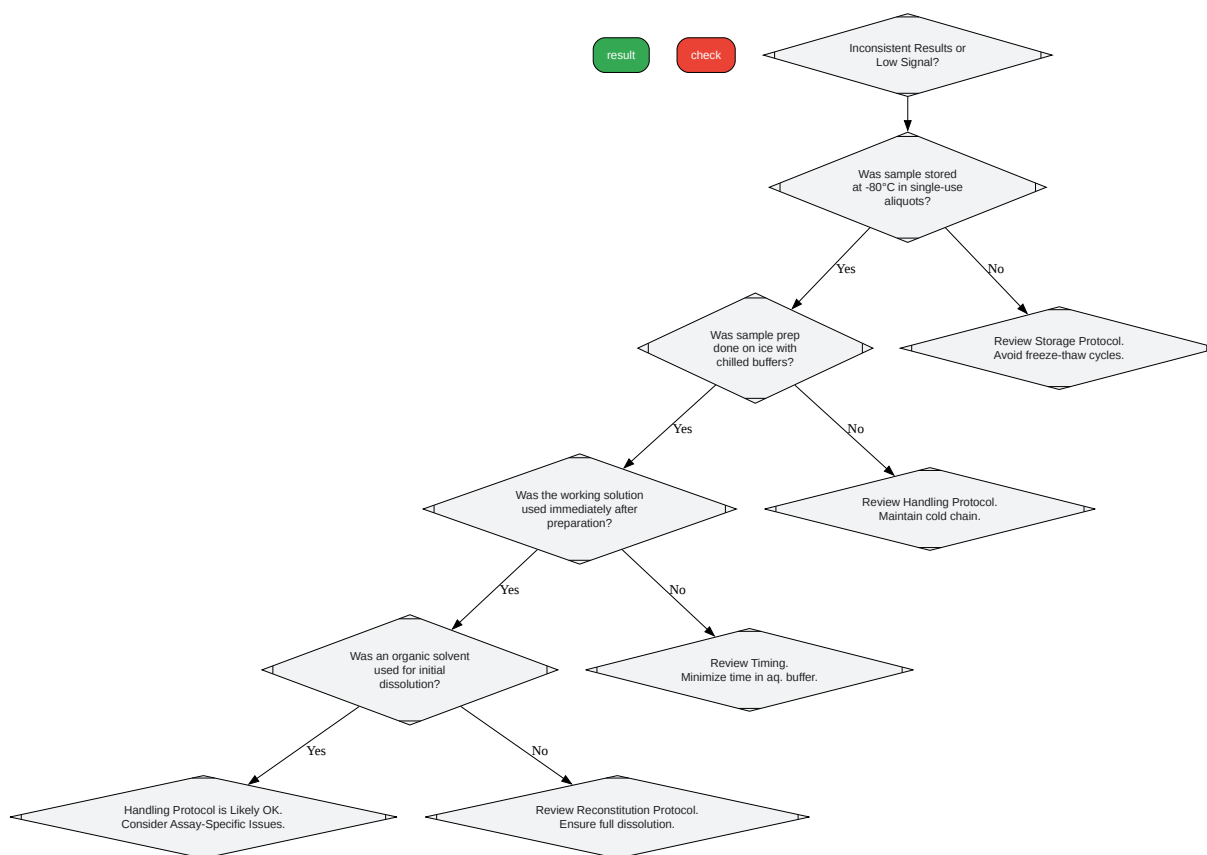 result
check
Inconsistent Results or
Low Signal?
Was sample stored
at -80°C in single-use
aliquots?
Yes
No
Was sample prep
done on ice with
chilled buffers?
Review Storage Protocol.
Avoid freeze-thaw cycles.
Yes
No
Was the working solution
used immediately after
preparation?
Review Handling Protocol.
Maintain cold chain.
Yes
No
Was an organic solvent
used for initial
dissolution?
Review Timing.
Minimize time in aq. buffer.
Yes
No
Handling Protocol is Likely OK.
Consider Assay-Specific Issues.
Review Reconstitution Protocol.
Ensure full dissolution.